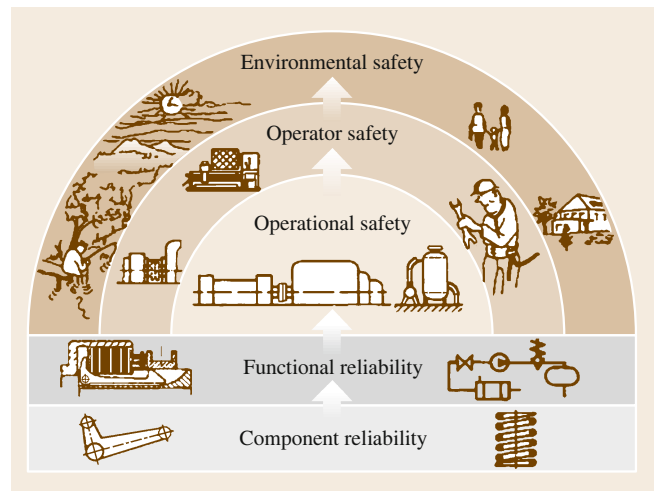 Environmental safety
Operator safety
Operational safety
Functional reliability
Component reliability